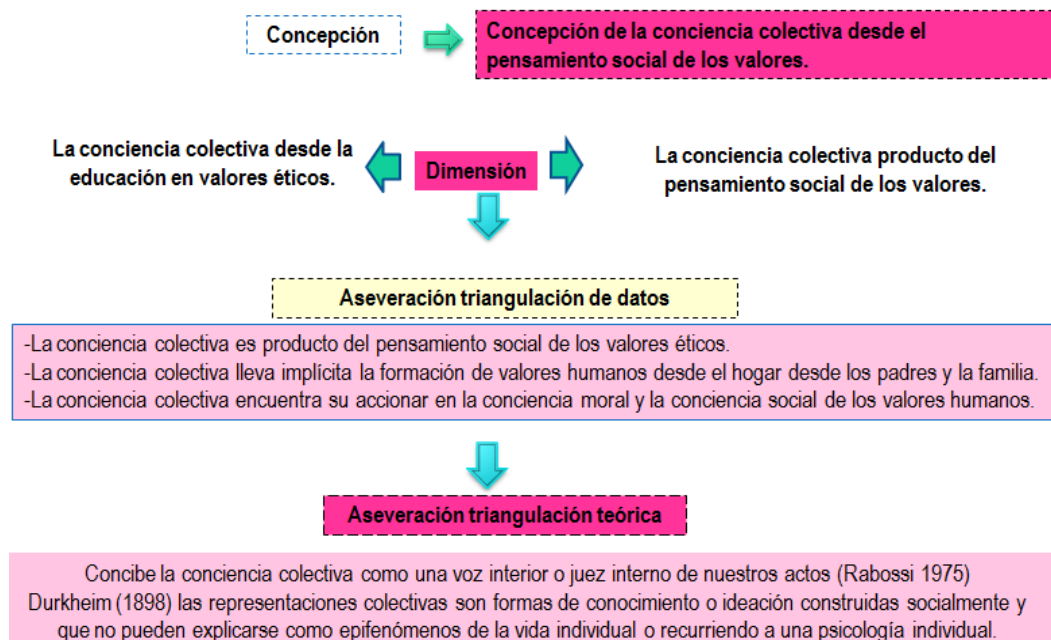 Concepción
Concepción de la conciencia colectiva desde el
pensamiento social de los valores.
La conciencia colectiva desde la
educación en valores éticos.
Dimensión
La conciencia colectiva producto del
pensamiento social de los valores.
Aseveración triangulación de datos
-La conciencia colectiva es producto del pensamiento social de los valores éticos.
-La conciencia colectiva lleva implícita la formación de valores humanos desde el hogar desde los padres y la familia.
-La conciencia colectiva encuentra su accionar en la conciencia moral y la conciencia social de los valores humanos.
Aseveración triangulación teórica
Concibe la conciencia colectiva como una voz interior o juez interno de nuestros actos (Rabossi 1975)
Durkheim (1898) las representaciones colectivas son formas de conocimiento o ideación construidas socialmente y
que no pueden explicarse como epifenómenos de la vida individual o recurriendo a una psicología individual.